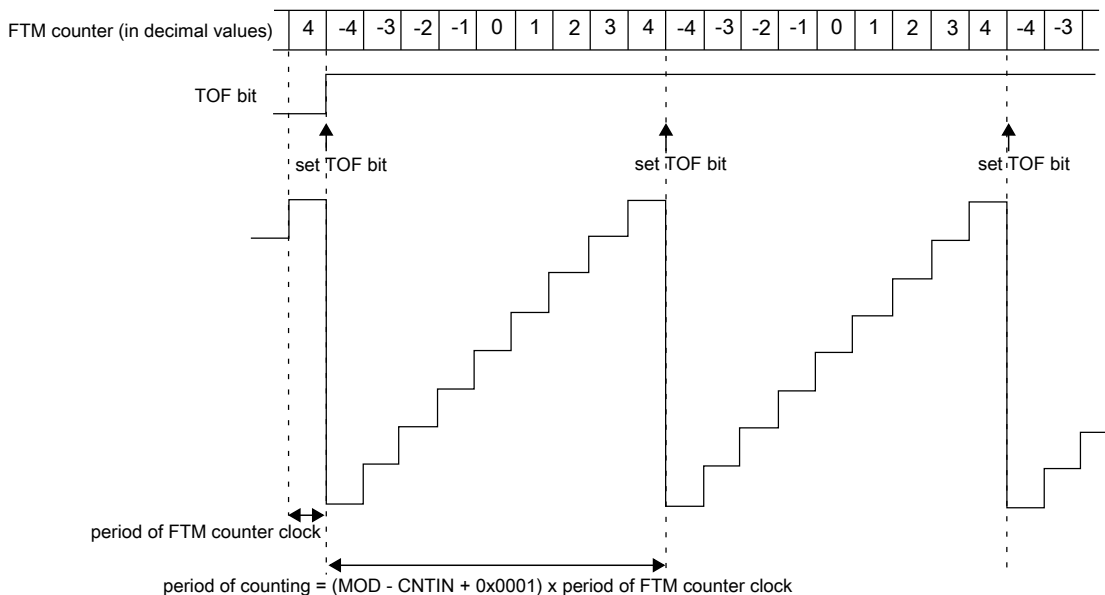 FTM counter (in decimal values) 4 -4 -3 -2 -1 0 1 2 3 4 -4 -3 -2 -1 0 1 2 3 4 -4 -3
TOF bit
set TOF bit set TOF bit set TOF bit
period of FTM counter clock
period of counting = (MOD - CNTIN + 0x0001) x period of FTM counter clock